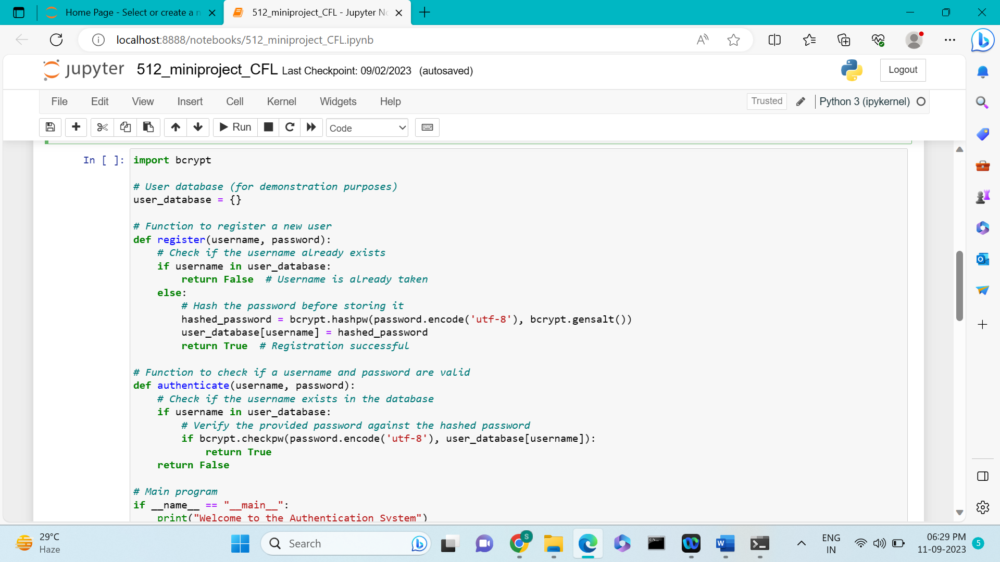 Home Page - Select or create a n
512_miniproject_CFL - Jupyter No
localhost:8888/notebooks/512_miniproject_CFL.ipynb
jupyter 512_miniproject_CFL Last Checkpoint: 09/02/2023 (autosaved)
Logout
File Edit View Insert Cell Kernel Widgets Help
Trusted
Python 3 (ipykernel)
Run
Code
In [ ]:
import bcrypt
# User database (for demonstration purposes)
user_database = {}
# Function to register a new user
def register(username, password):
    # Check if the username already exists
    if username in user_database:
        return False  # Username is already taken
    else:
        # Hash the password before storing it
        hashed_password = bcrypt.hashpw(password.encode('utf-8'), bcrypt.gensalt())
        user_database[username] = hashed_password
        return True  # Registration successful
# Function to check if a username and password are valid
def authenticate(username, password):
    # Check if the username exists in the database
    if username in user_database:
        # Verify the provided password against the hashed password
        if bcrypt.checkpw(password.encode('utf-8'), user_database[username]):
            return True
    return False
# Main program
if __name__ == "__main__":
    print("Welcome to the Authentication System")
29°C
Haze
Search
S
ENG
IN
06:29 PM
11-09-2023
5